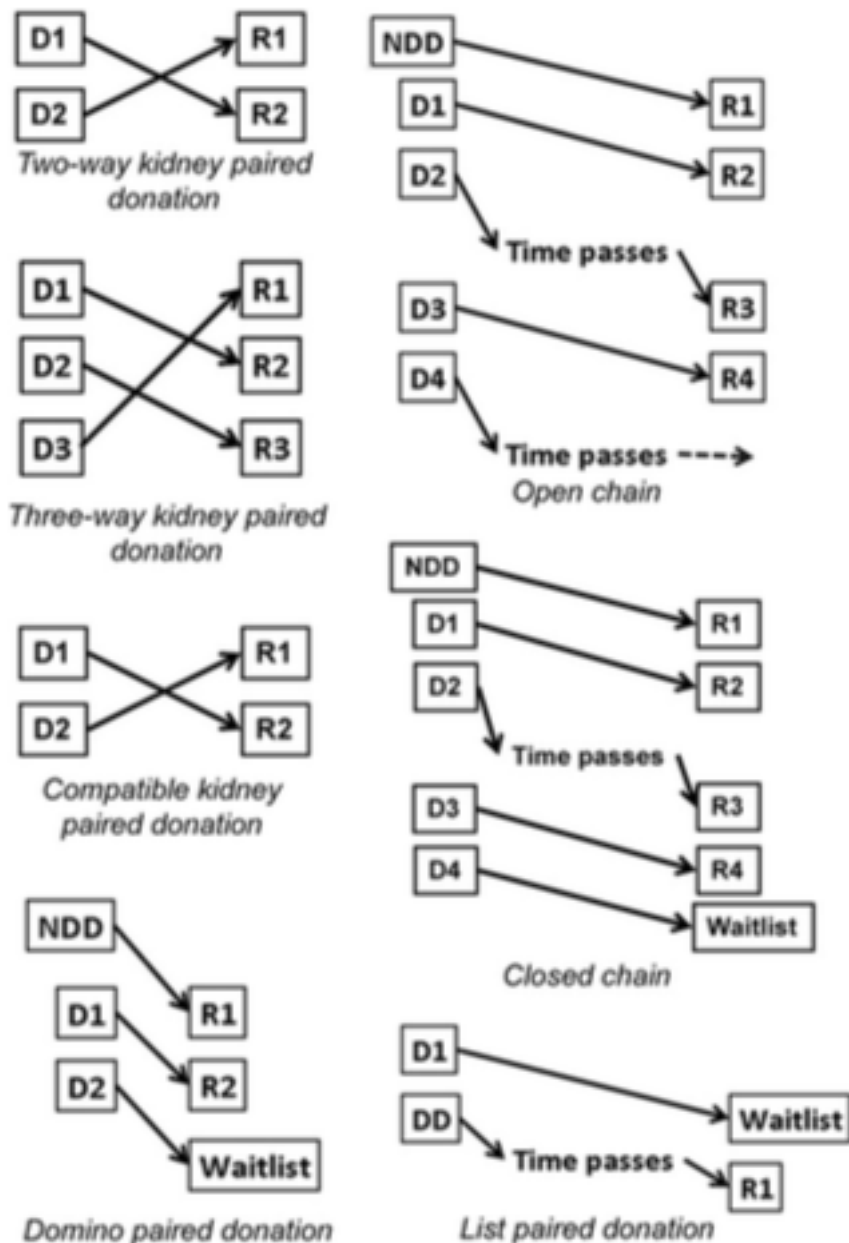 D1 R1
D2 R2
Two-way kidney paired
donation
D1 R1
D2 R2
D3 R3
Three-way kidney paired
donation
D1 R1
D2 R2
Compatible kidney
paired donation
NDD
D1 R1
D2 R2
Waitlist
Domino paired donation
NDD
D1 R1
D2 R2
Time passes
D3 R3
D4 R4
Time passes
Open chain
NDD
D1 R1
D2 R2
Time passes
D3 R3
D4 R4
Waitlist
Closed chain
D1
DD Waitlist
Time passes
R1
List paired donation